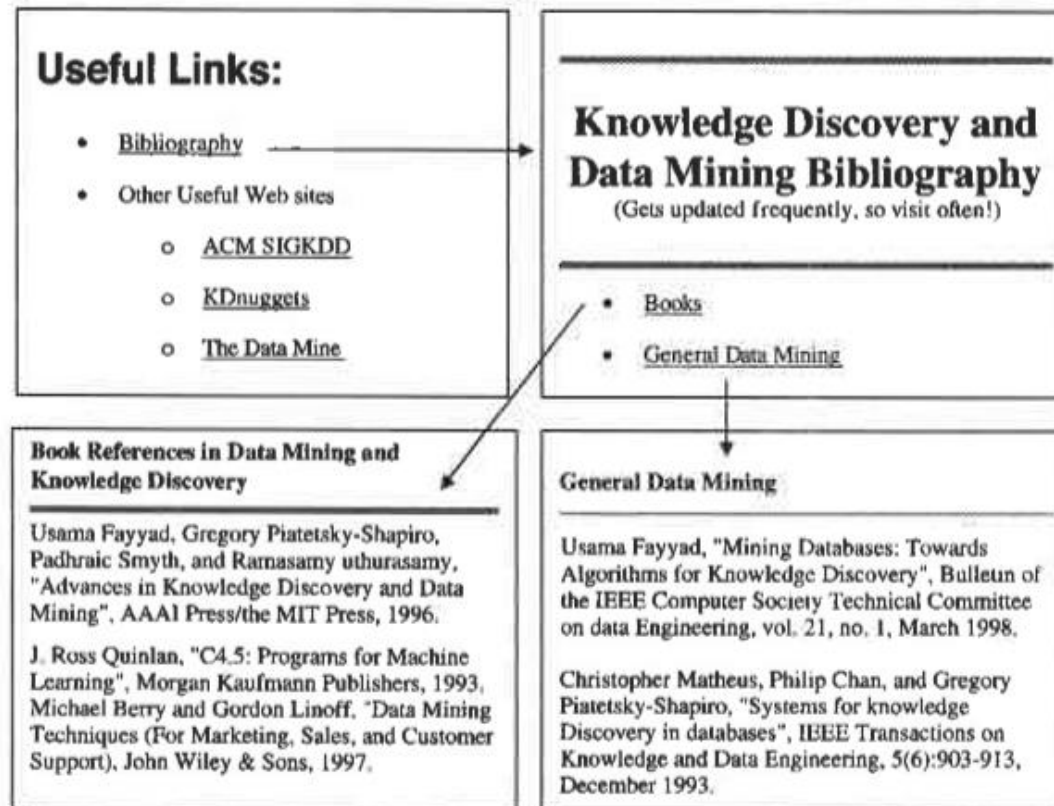 Useful Links:
• Bibliography
• Other Useful Web sites
o ACM SIGKDD
o KDnuggets
o The Data Mine
Knowledge Discovery and
Data Mining Bibliography
(Gets updated frequently, so visit often!)
• Books
• General Data Mining
Book References in Data Mining and
Knowledge Discovery
Usama Fayyad, Gregory Piatetsky-Shapiro,
Padhraic Smyth, and Ramasamy uthurasamy,
"Advances in Knowledge Discovery and Data
Mining", AAAI Press/the MIT Press, 1996.
J. Ross Quinlan, "C4.5: Programs for Machine
Learning", Morgan Kaufmann Publishers, 1993.
Michael Berry and Gordon Linoff, "Data Mining
Techniques (For Marketing, Sales, and Customer
Support), John Wiley & Sons, 1997.
General Data Mining
Usama Fayyad, "Mining Databases: Towards
Algorithms for Knowledge Discovery", Bulletin of
the IEEE Computer Society Technical Committee
on data Engineering, vol. 21, no. 1, March 1998.
Christopher Matheus, Philip Chan, and Gregory
Piatetsky-Shapiro, "Systems for knowledge
Discovery in databases", IEEE Transactions on
Knowledge and Data Engineering, 5(6):903-913,
December 1993.